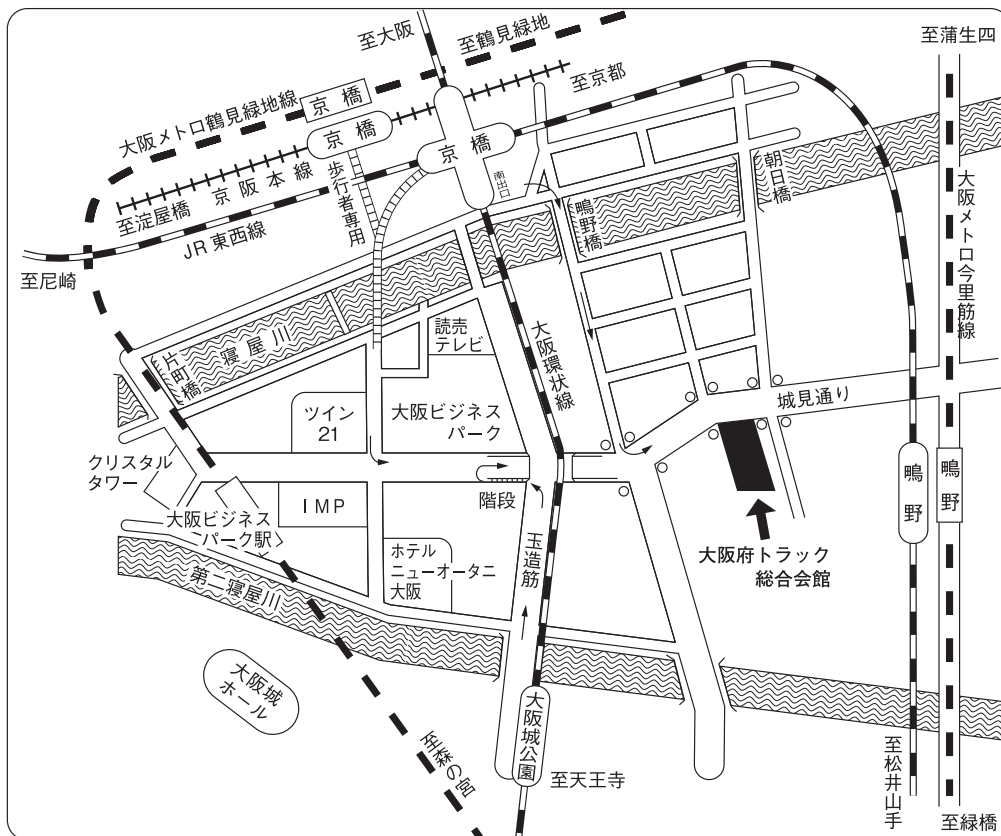 至大阪
至鶴見緑地
至蒲生四
至京都
大阪メトロ鶴見緑地線
京橋
京橋
京橋
京阪本線
至淀屋橋
歩行者専用
JR東西線
至尼崎
南出口
鴫野橋
朝日橋
大阪メトロ今里筋線
寝屋川
片町橋
読売
テレビ
大阪環状線
城見通り
ツイン
21
大阪ビジネス
パーク
クリスタル
タワー
IMP
階段
大阪ビジネス
パーク駅
ホテル
ニューオータニ
大阪
玉造筋
大阪府トラック
総合会館
鴫野
鴫野
第二寝屋川
大阪城
ホール
至森の宮
大阪城公園
至天王寺
至松井山手
至緑橋